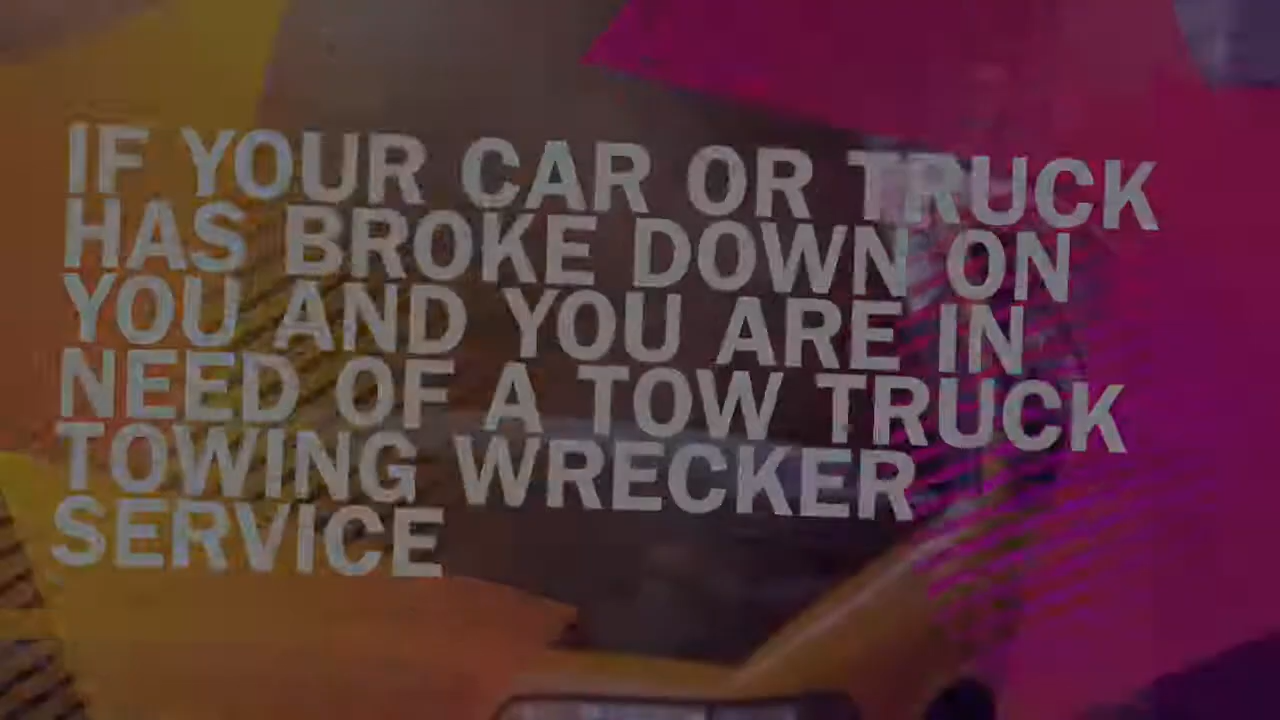 IF YOUR CAR OR TRUCK
HAS BROKE DOWN ON
YOU AND YOU ARE IN
NEED OF A TOW TRUCK
TOWING WRECKER
SERVICE